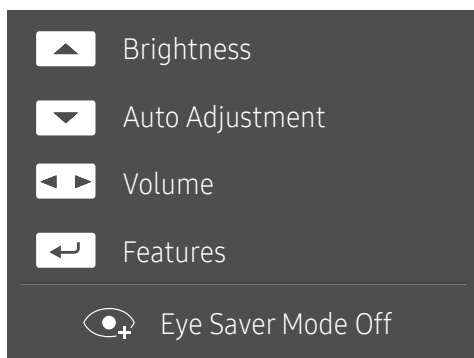 Brightness
Auto Adjustment
Volume
Features
Eye Saver Mode Off